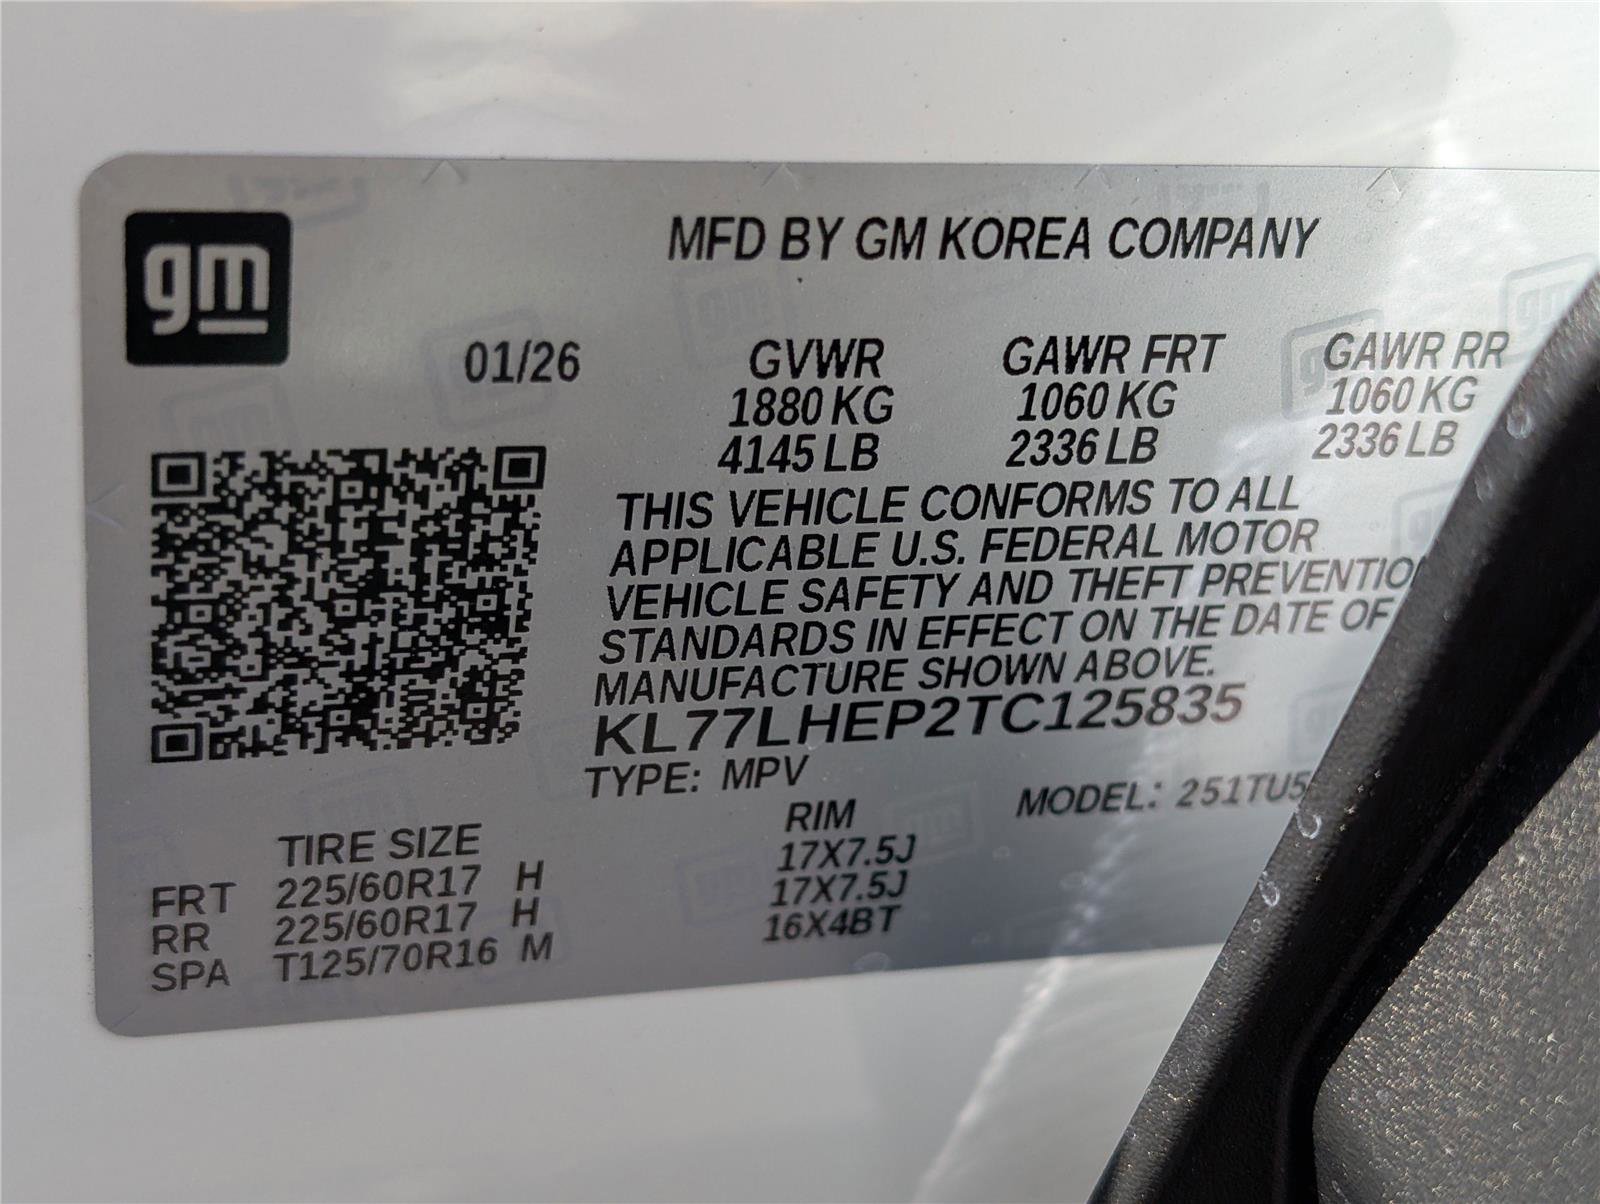 gm
MFD BY GM KOREA COMPANY
01/26 GVWR GAWR FRT GAWR RR
1880 KG 1060 KG 1060 KG
4145 LB 2336 LB 2336 LB
THIS VEHICLE CONFORMS TO ALL
APPLICABLE U.S. FEDERAL MOTOR
VEHICLE SAFETY AND THEFT PREVENTIO
STANDARDS IN EFFECT ON THE DATE OF
MANUFACTURE SHOWN ABOVE.
KL77LHEP2TC125835
TYPE: MPV MODEL: 251TU5
TIRE SIZE RIM
FRT 225/60R17 H 17X7.5J
RR 225/60R17 H 17X7.5J
SPA T125/70R16 M 16X4BT